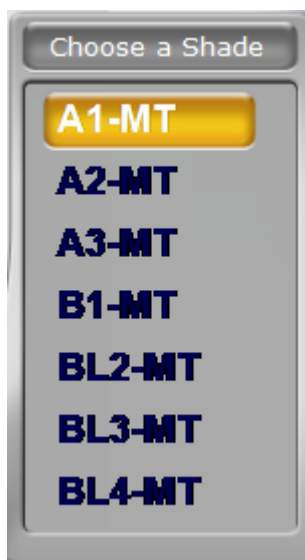 Choose a Shade
A1-MT
A2-MT
A3-MT
B1-MT
BL2-MT
BL3-MT
BL4-MT